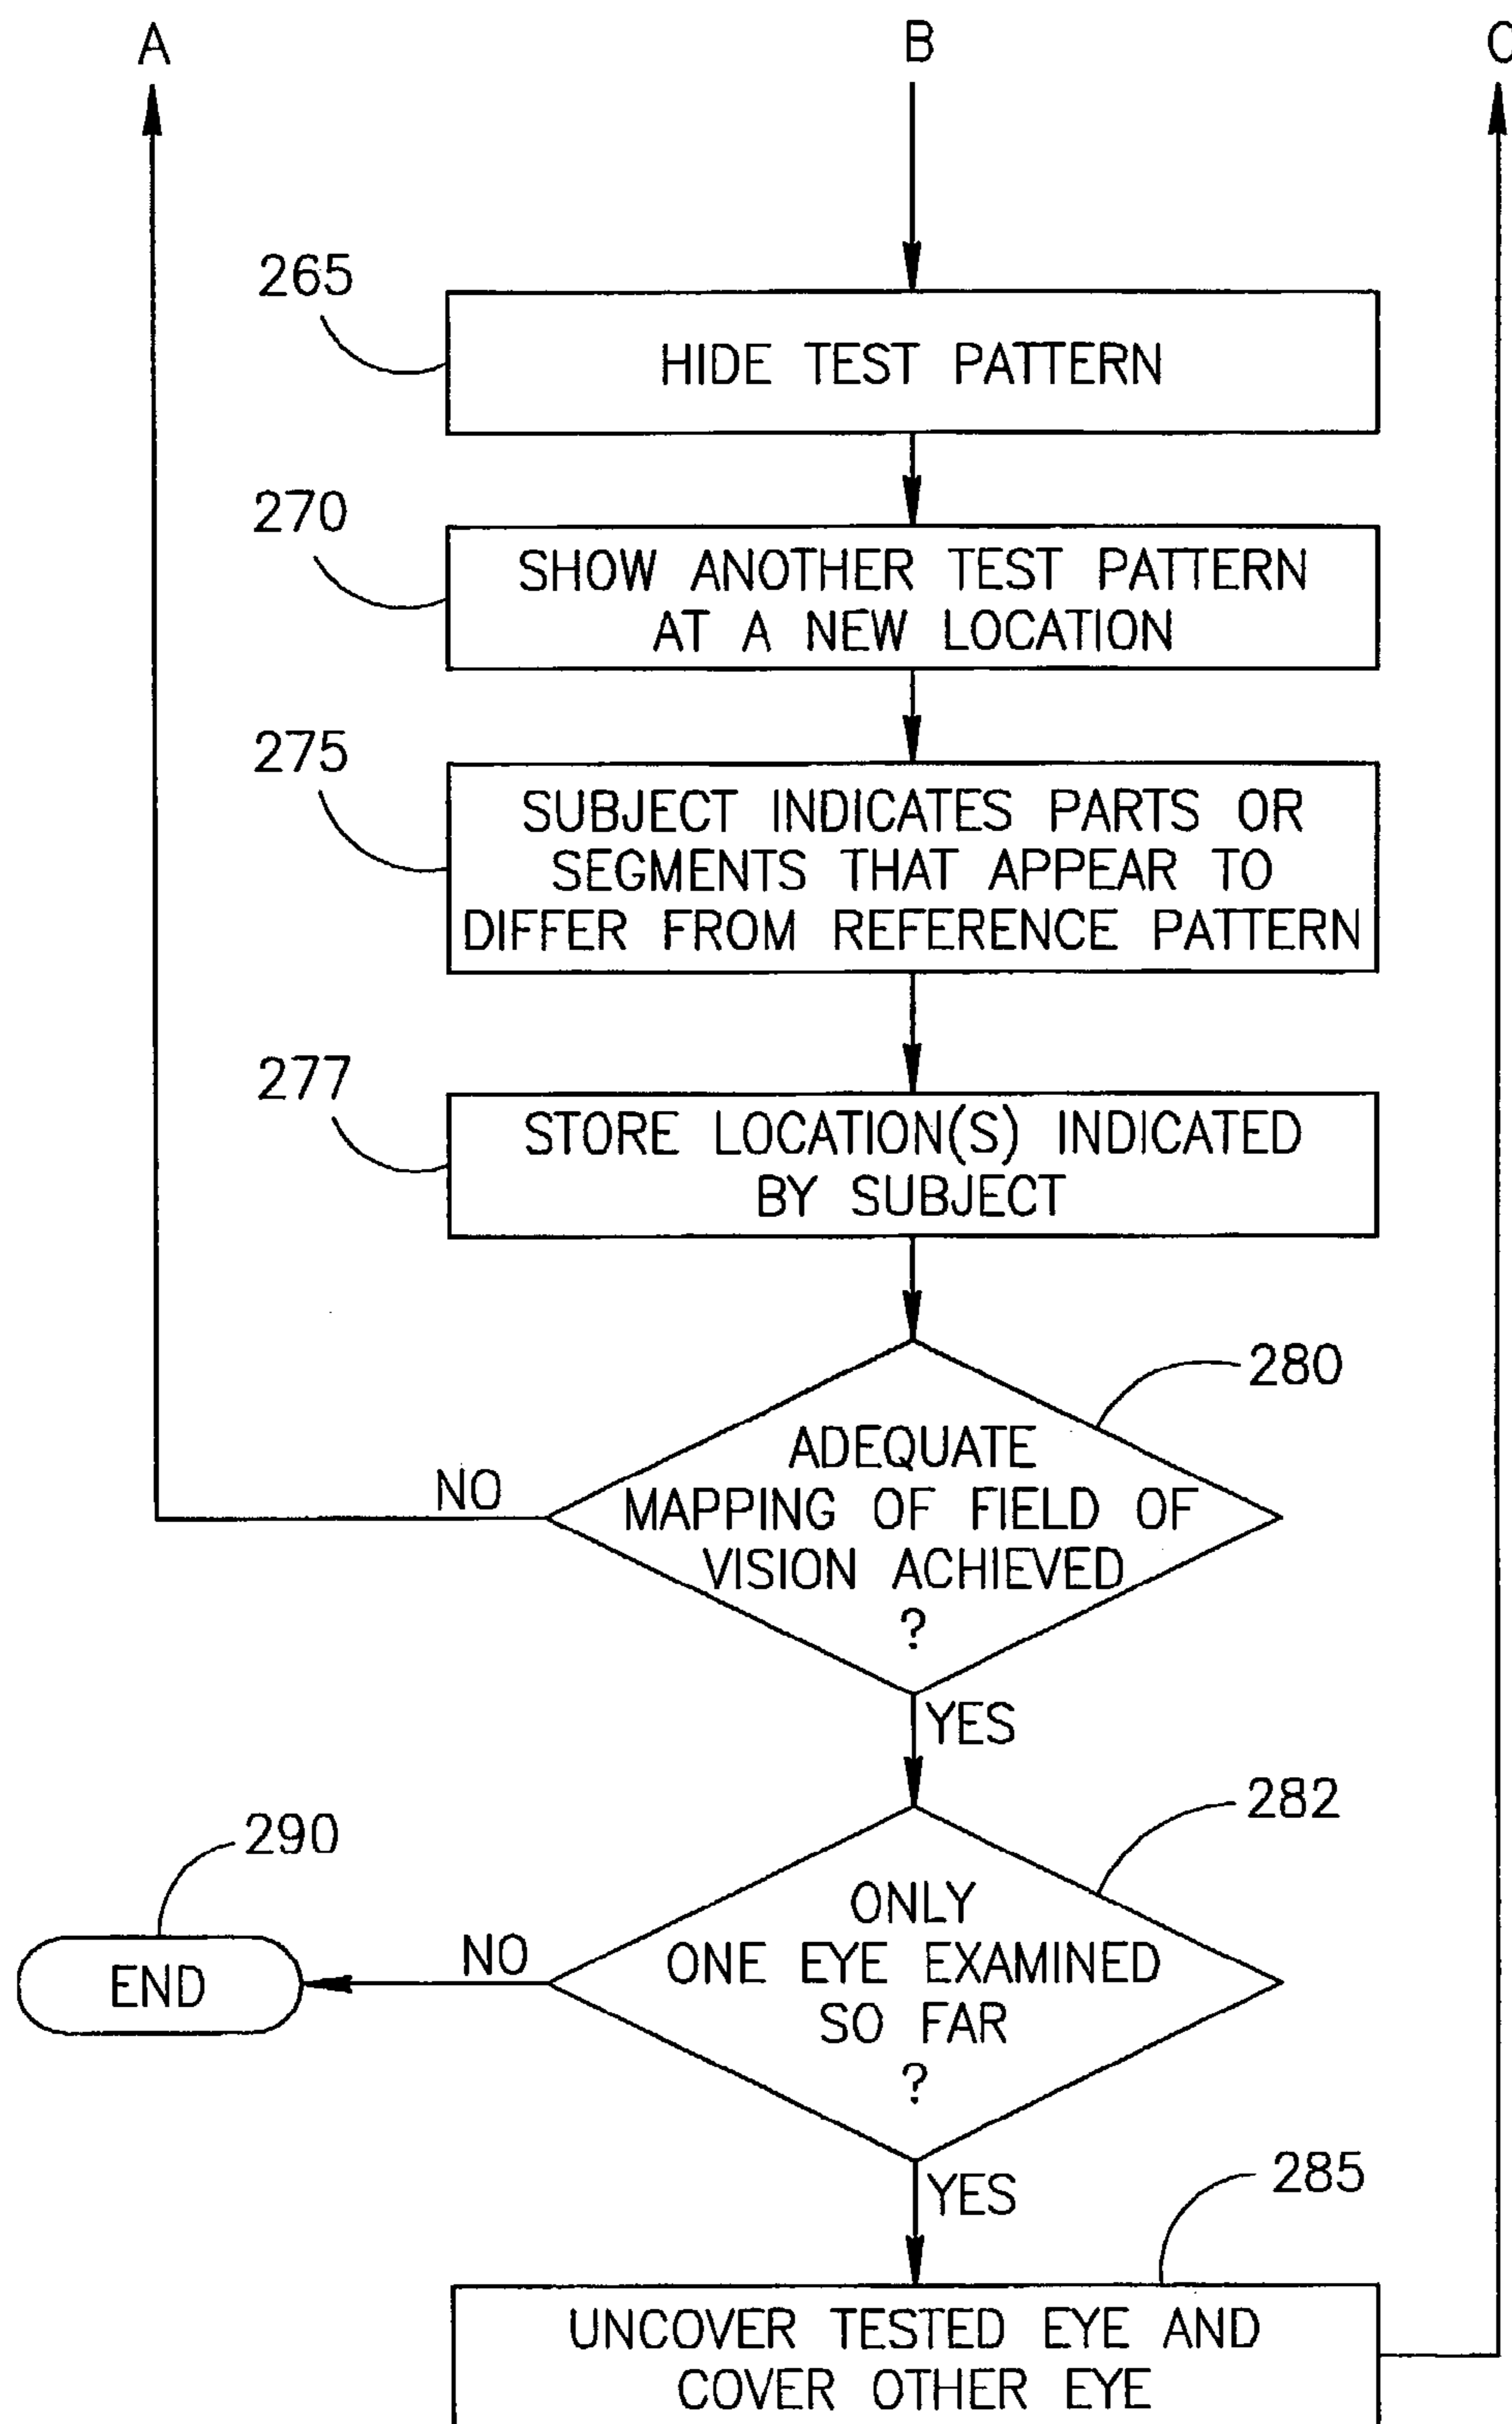 A
B
C
265
HIDE TEST PATTERN
270
SHOW ANOTHER TEST PATTERN
AT A NEW LOCATION
275
SUBJECT INDICATES PARTS OR
SEGMENTS THAT APPEAR TO
DIFFER FROM REFERENCE PATTERN
277
STORE LOCATION(S) INDICATED
BY SUBJECT
280
ADEQUATE
MAPPING OF FIELD OF
VISION ACHIEVED
?
NO
YES
282
290
ONLY
ONE EYE EXAMINED
SO FAR
?
NO
END
YES
285
UNCOVER TESTED EYE AND
COVER OTHER EYE